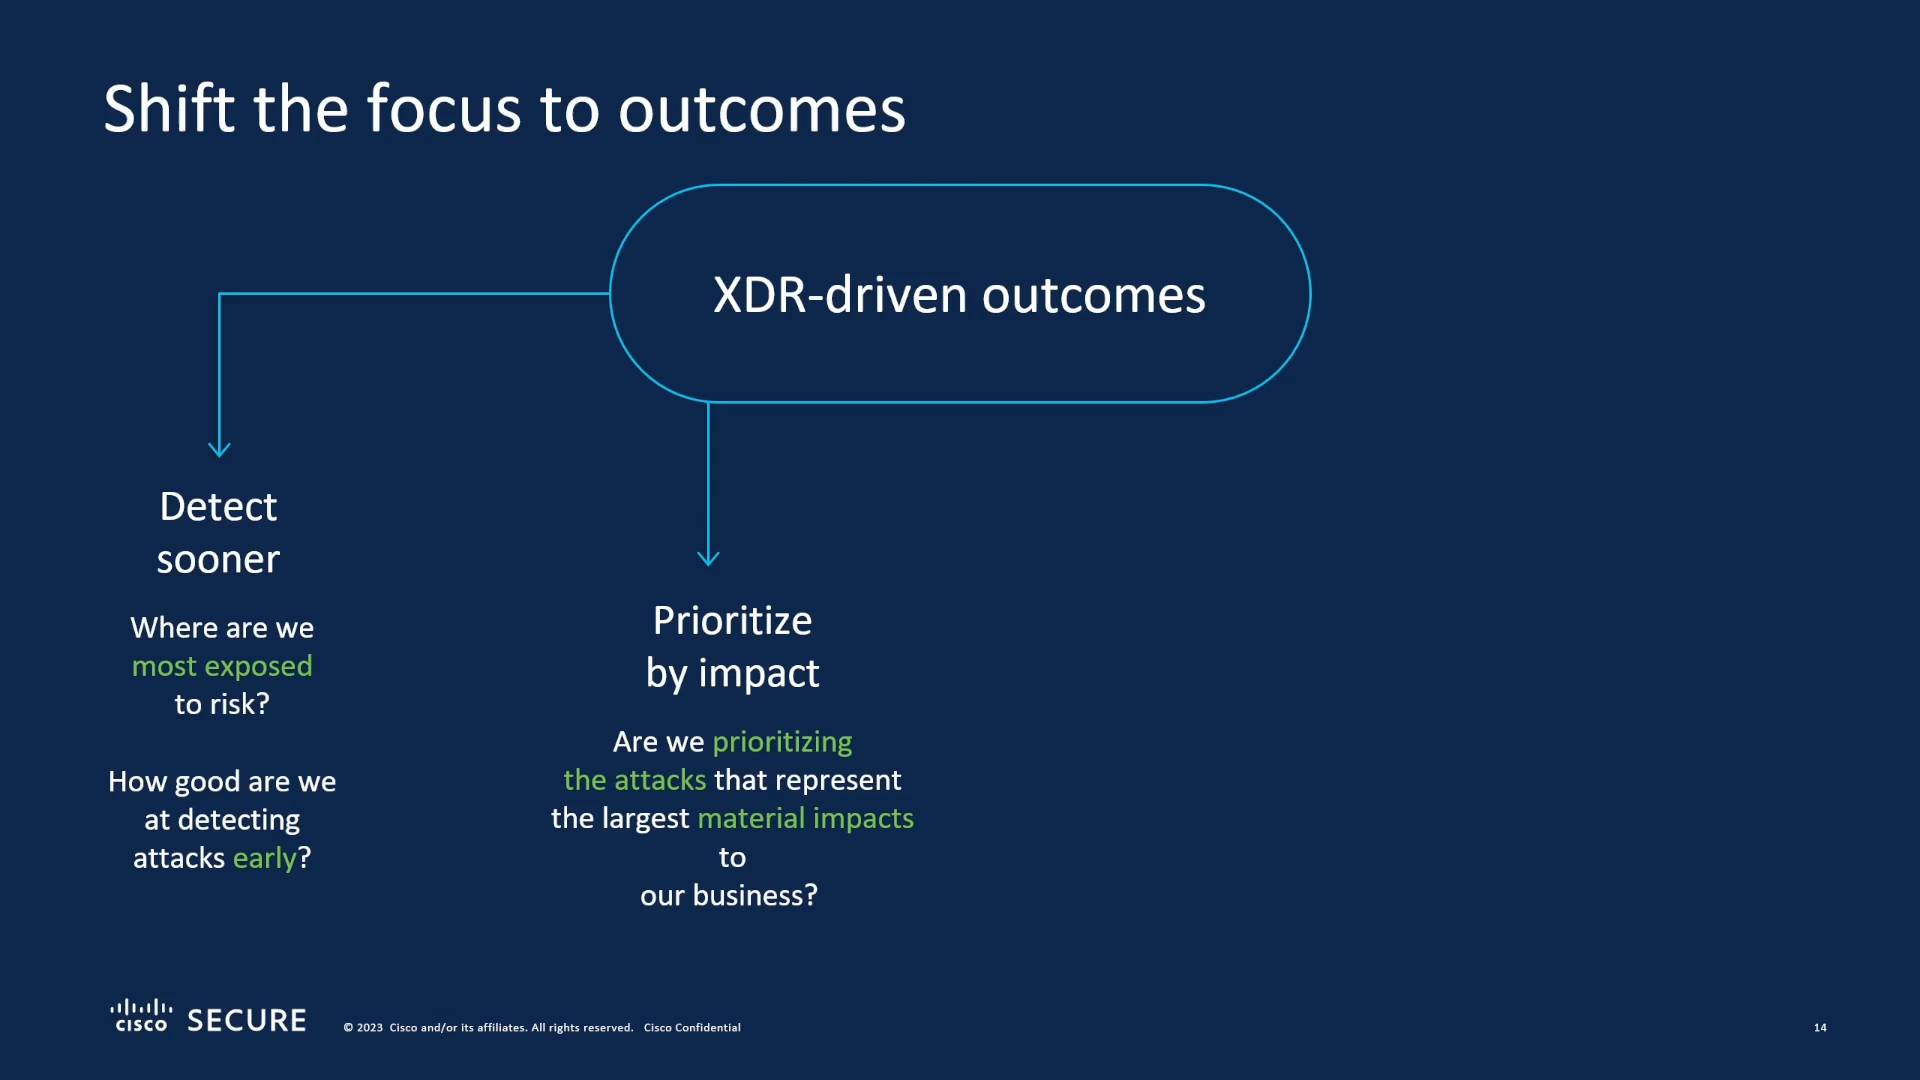 Shift the focus to outcomes
XDR-driven outcomes
Detect
sooner
Where are we
most exposed
to risk?
How good are we
at detecting
attacks early?
Prioritize
by impact
Are we prioritizing
the attacks that represent
the largest material impacts
to
our business?
CISCO SECURE
© 2023 Cisco and/or its affiliates. All rights reserved. Cisco Confidential
14